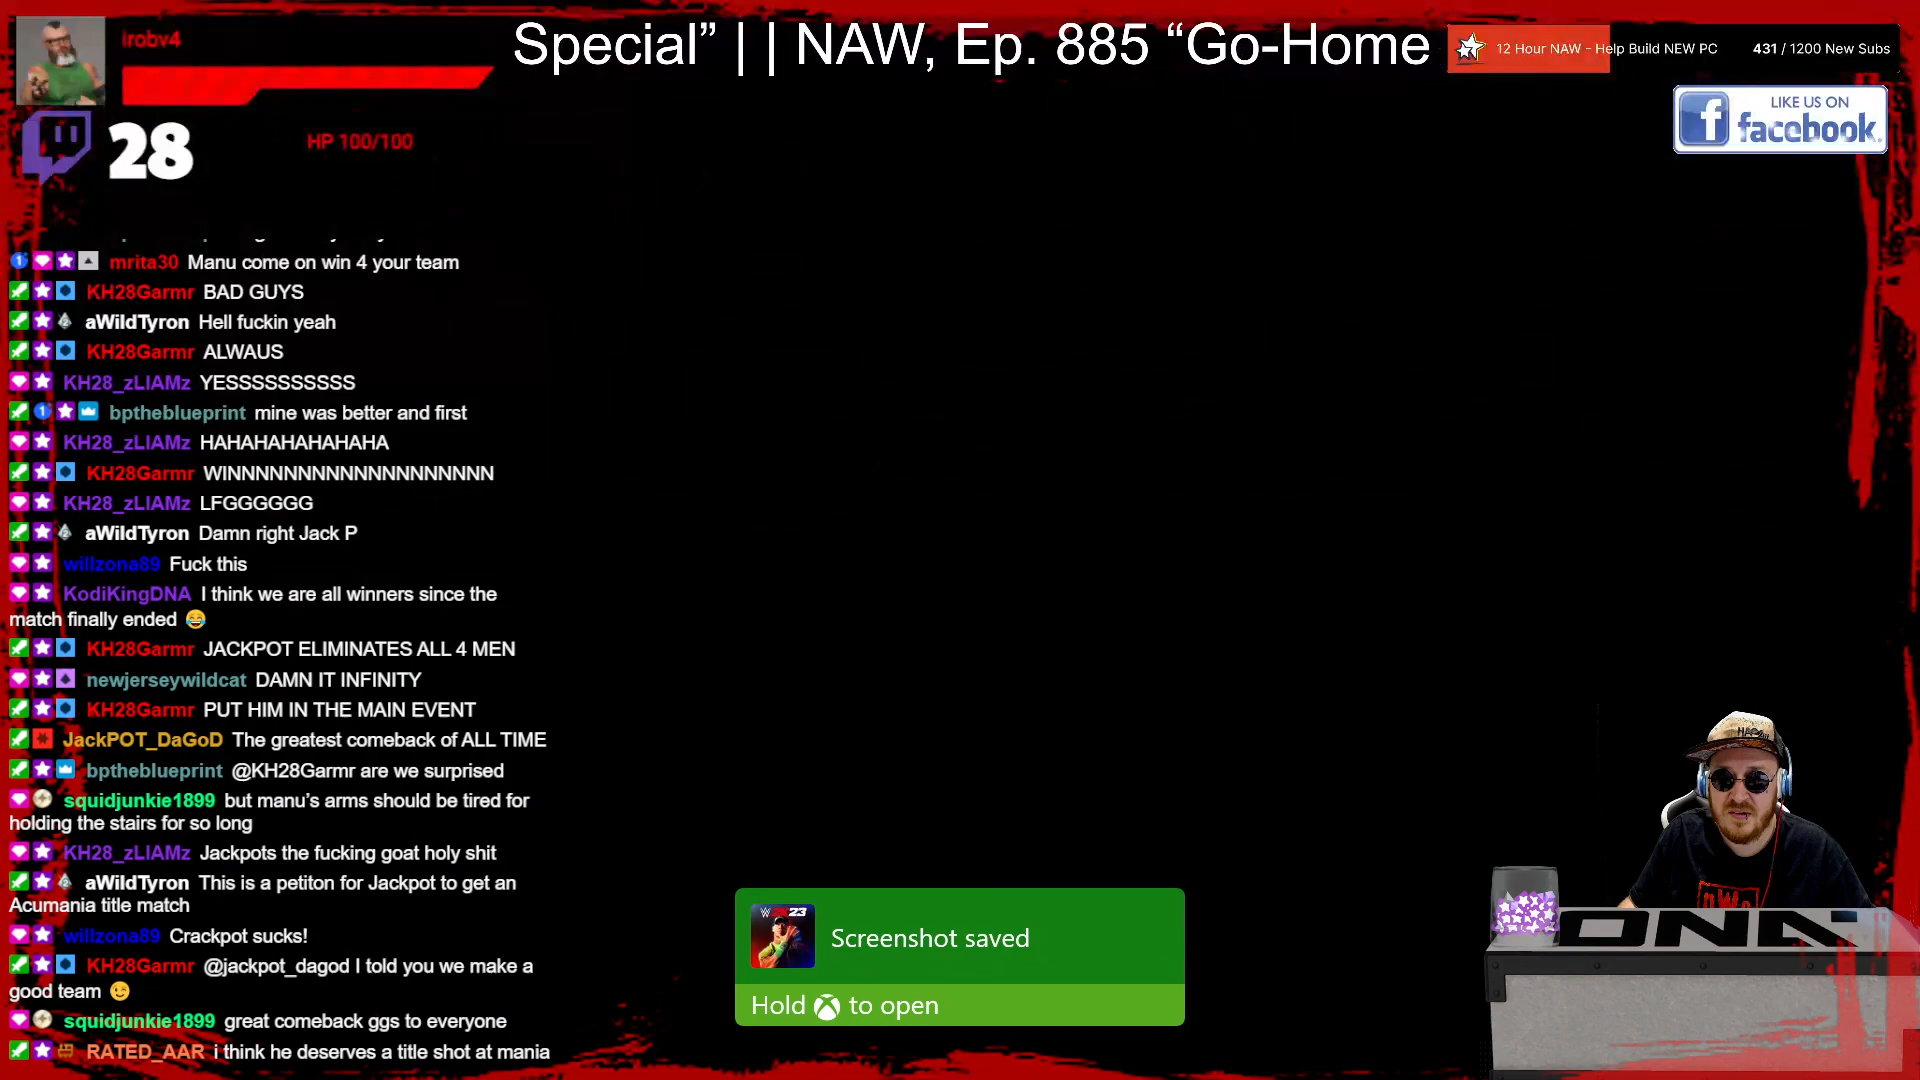 irobv4
Special” | | NAW, Ep. 885 “Go-Home
12 Hour NAW - Help Build NEW PC 431 / 1200 New Subs
LIKE US ON
facebook.
28
HP 100/100
mrita30 Manu come on win 4 your team
KH28Garmr BAD GUYS
aWildTyron Hell fuckin yeah
KH28Garmr ALWAUS
KH28_zLIAMz YESSSSSSSSSS
bptheblueprint mine was better and first
KH28_zLIAMz HAHAHAHAHAHAHA
KH28Garmr WINNNNNNNNNNNNNNNNNNN
KH28_zLIAMz LFGGGGGG
aWildTyron Damn right Jack P
willzona89 Fuck this
KodiKingDNA I think we are all winners since the
match finally ended 😂
KH28Garmr JACKPOT ELIMINATES ALL 4 MEN
newjerseywildcat DAMN IT INFINITY
KH28Garmr PUT HIM IN THE MAIN EVENT
JackPOT_DaGoD The greatest comeback of ALL TIME
bptheblueprint @KH28Garmr are we surprised
squidjunkie1899 but manu’s arms should be tired for
holding the stairs for so long
KH28_zLIAMz Jackpots the fucking goat holy shit
aWildTyron This is a petiton for Jackpot to get an
Acumania title match
willzona89 Crackpot sucks!
KH28Garmr @jackpot_dagod I told you we make a
good team 😉
squidjunkie1899 great comeback ggs to everyone
RATED_AAR i think he deserves a title shot at mania
W 2K23
Screenshot saved
Hold to open
nWo
DNA